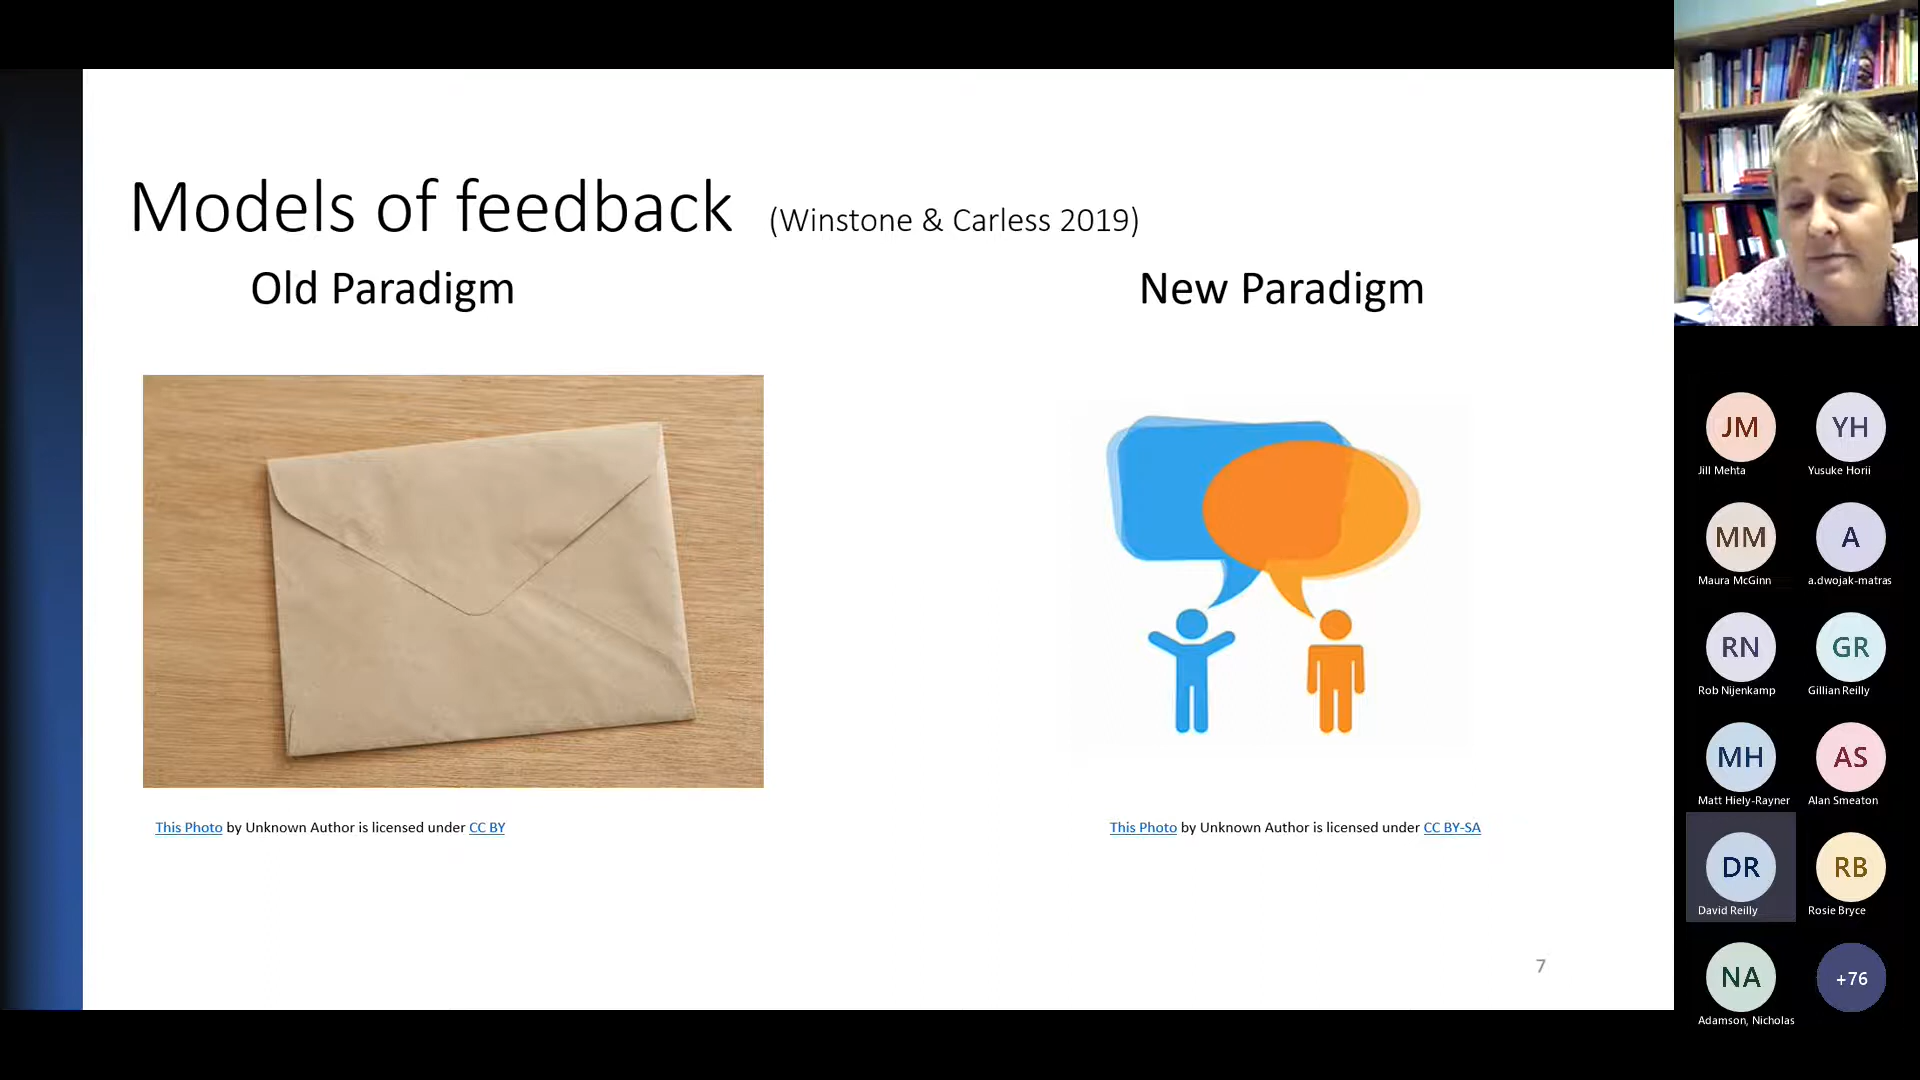 Models of feedback (Winstone & Carless 2019)
Old Paradigm
New Paradigm
This Photo by Unknown Author is licensed under CC BY
This Photo by Unknown Author is licensed under CC BY-SA
7
JM
YH
Jill Mehta
Yusuke Horii
MM
A
Maura McGinn
a.dwojak-matras
RN
GR
Rob Nijenkamp
Gillian Reilly
MH
AS
Matt Hiely-Rayner
Alan Smeaton
DR
RB
David Reilly
Rosie Bryce
NA
+76
Adamson, Nicholas